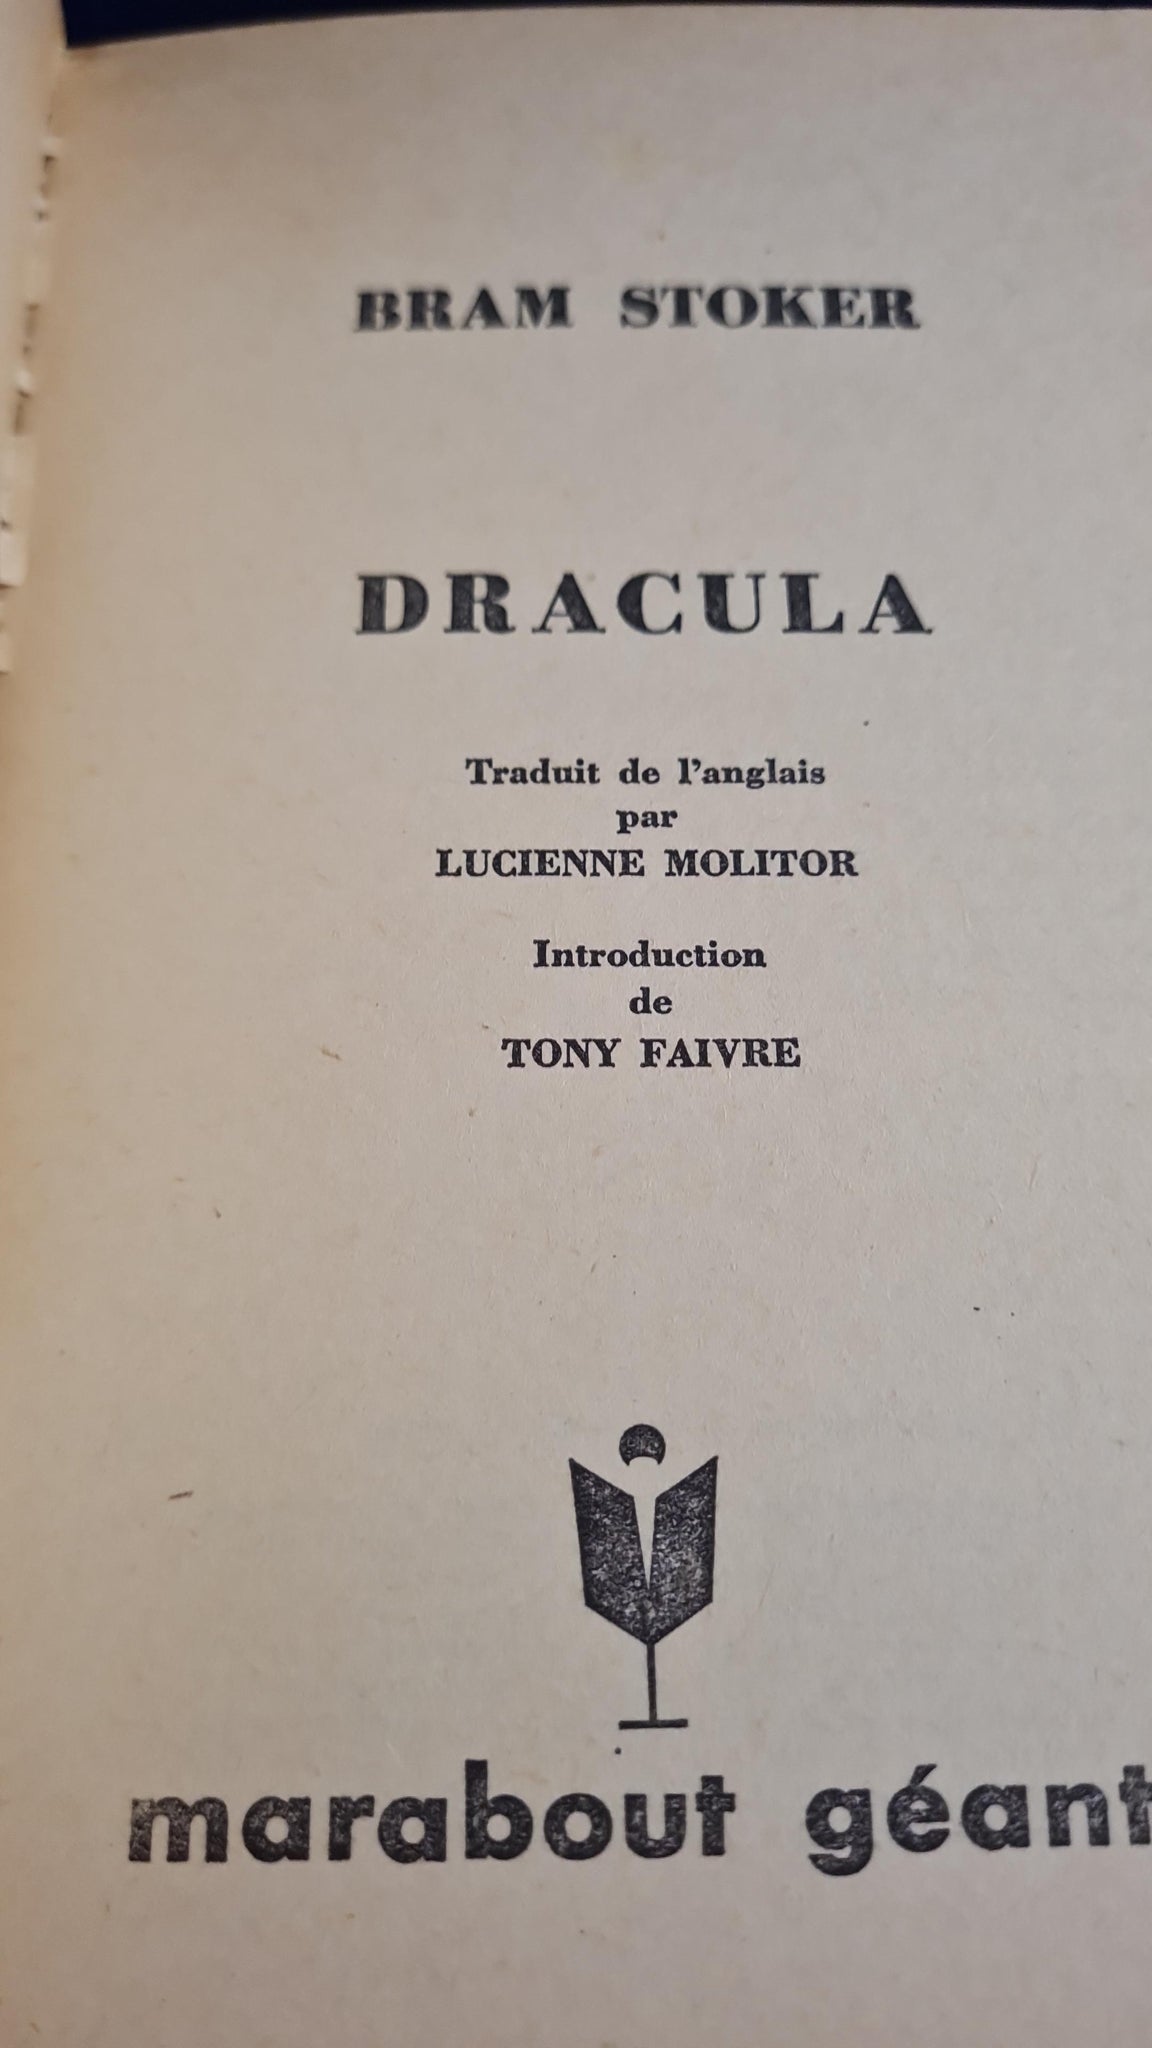 BRAM STOKER
DRACULA
Traduit de l'anglais
par
LUCIENNE MOLITOR
Introduction
de
TONY FAIVRE
marabout géant